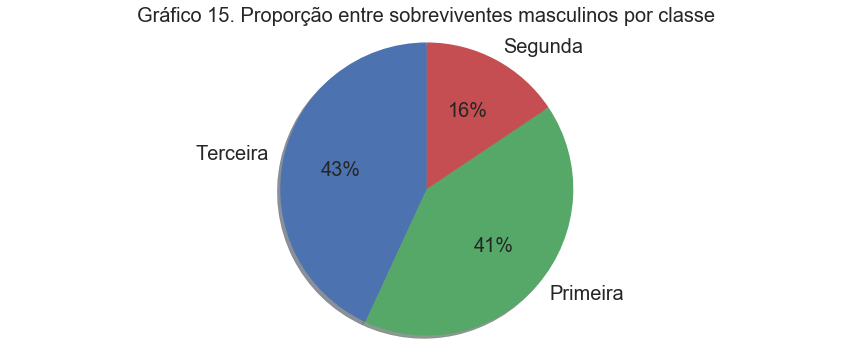 Gráfico 15. Proporção entre sobreviventes masculinos por classe
Segunda
16%
Terceira
43%
41%
Primeira